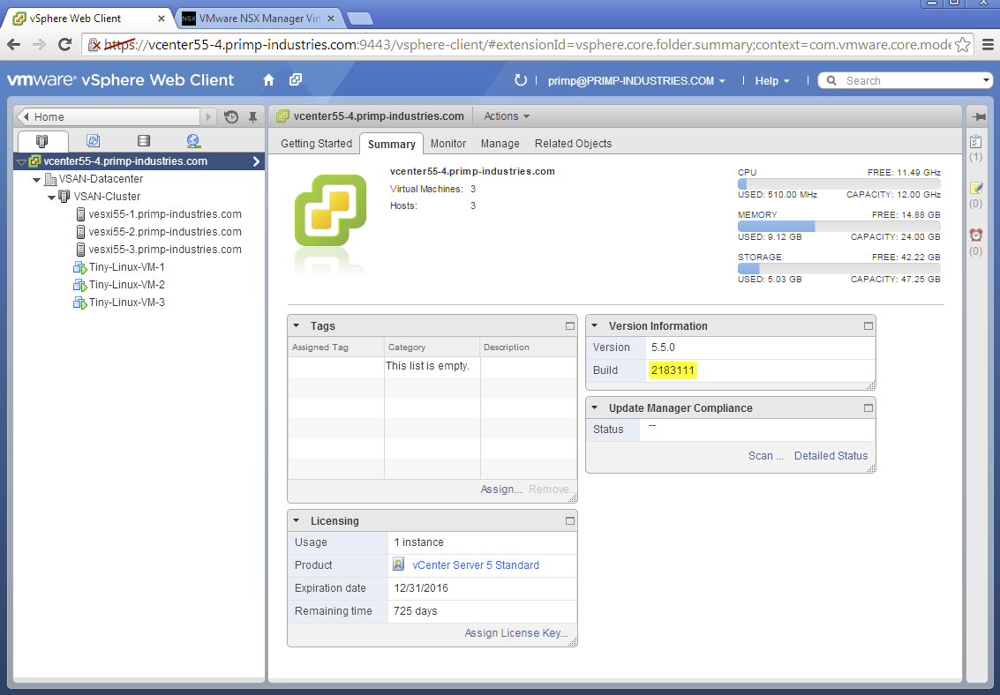 vSphere Web Client
VMware NSX Manager Virt
https://vcenter55-4.primp-industries.com:9443/vsphere-client/#extensionId=vsphere.core.folder.summary;context=com.vmware.core.mode
vmware® vSphere Web Client
primp@PRIMP-INDUSTRIES.COM
Help
Search
Home
vcenter55-4.primp-industries.com
VSAN-Datacenter
VSAN-Cluster
vesxi55-1.primp-industries.com
vesxi55-2.primp-industries.com
vesxi55-3.primp-industries.com
Tiny-Linux-VM-1
Tiny-Linux-VM-2
Tiny-Linux-VM-3
vcenter55-4.primp-industries.com Actions
Getting Started Summary Monitor Manage Related Objects
vcenter55-4.primp-industries.com
Virtual Machines: 3
Hosts: 3
CPU FREE: 11.49 GHz
USED: 510.00 MHz CAPACITY: 12.00 GHz
MEMORY FREE: 14.88 GB
USED: 9.12 GB CAPACITY: 24.00 GB
STORAGE FREE: 42.22 GB
USED: 5.03 GB CAPACITY: 47.25 GB
Tags
Assigned Tag Category Description
This list is empty.
Assign... Remove...
Licensing
Usage 1 instance
Product vCenter Server 5 Standard
Expiration date 12/31/2016
Remaining time 725 days
Assign License Key...
Version Information
Version 5.5.0
Build 2183111
Update Manager Compliance
Status --
Scan ... Detailed Status
(1)
(0)
(0)